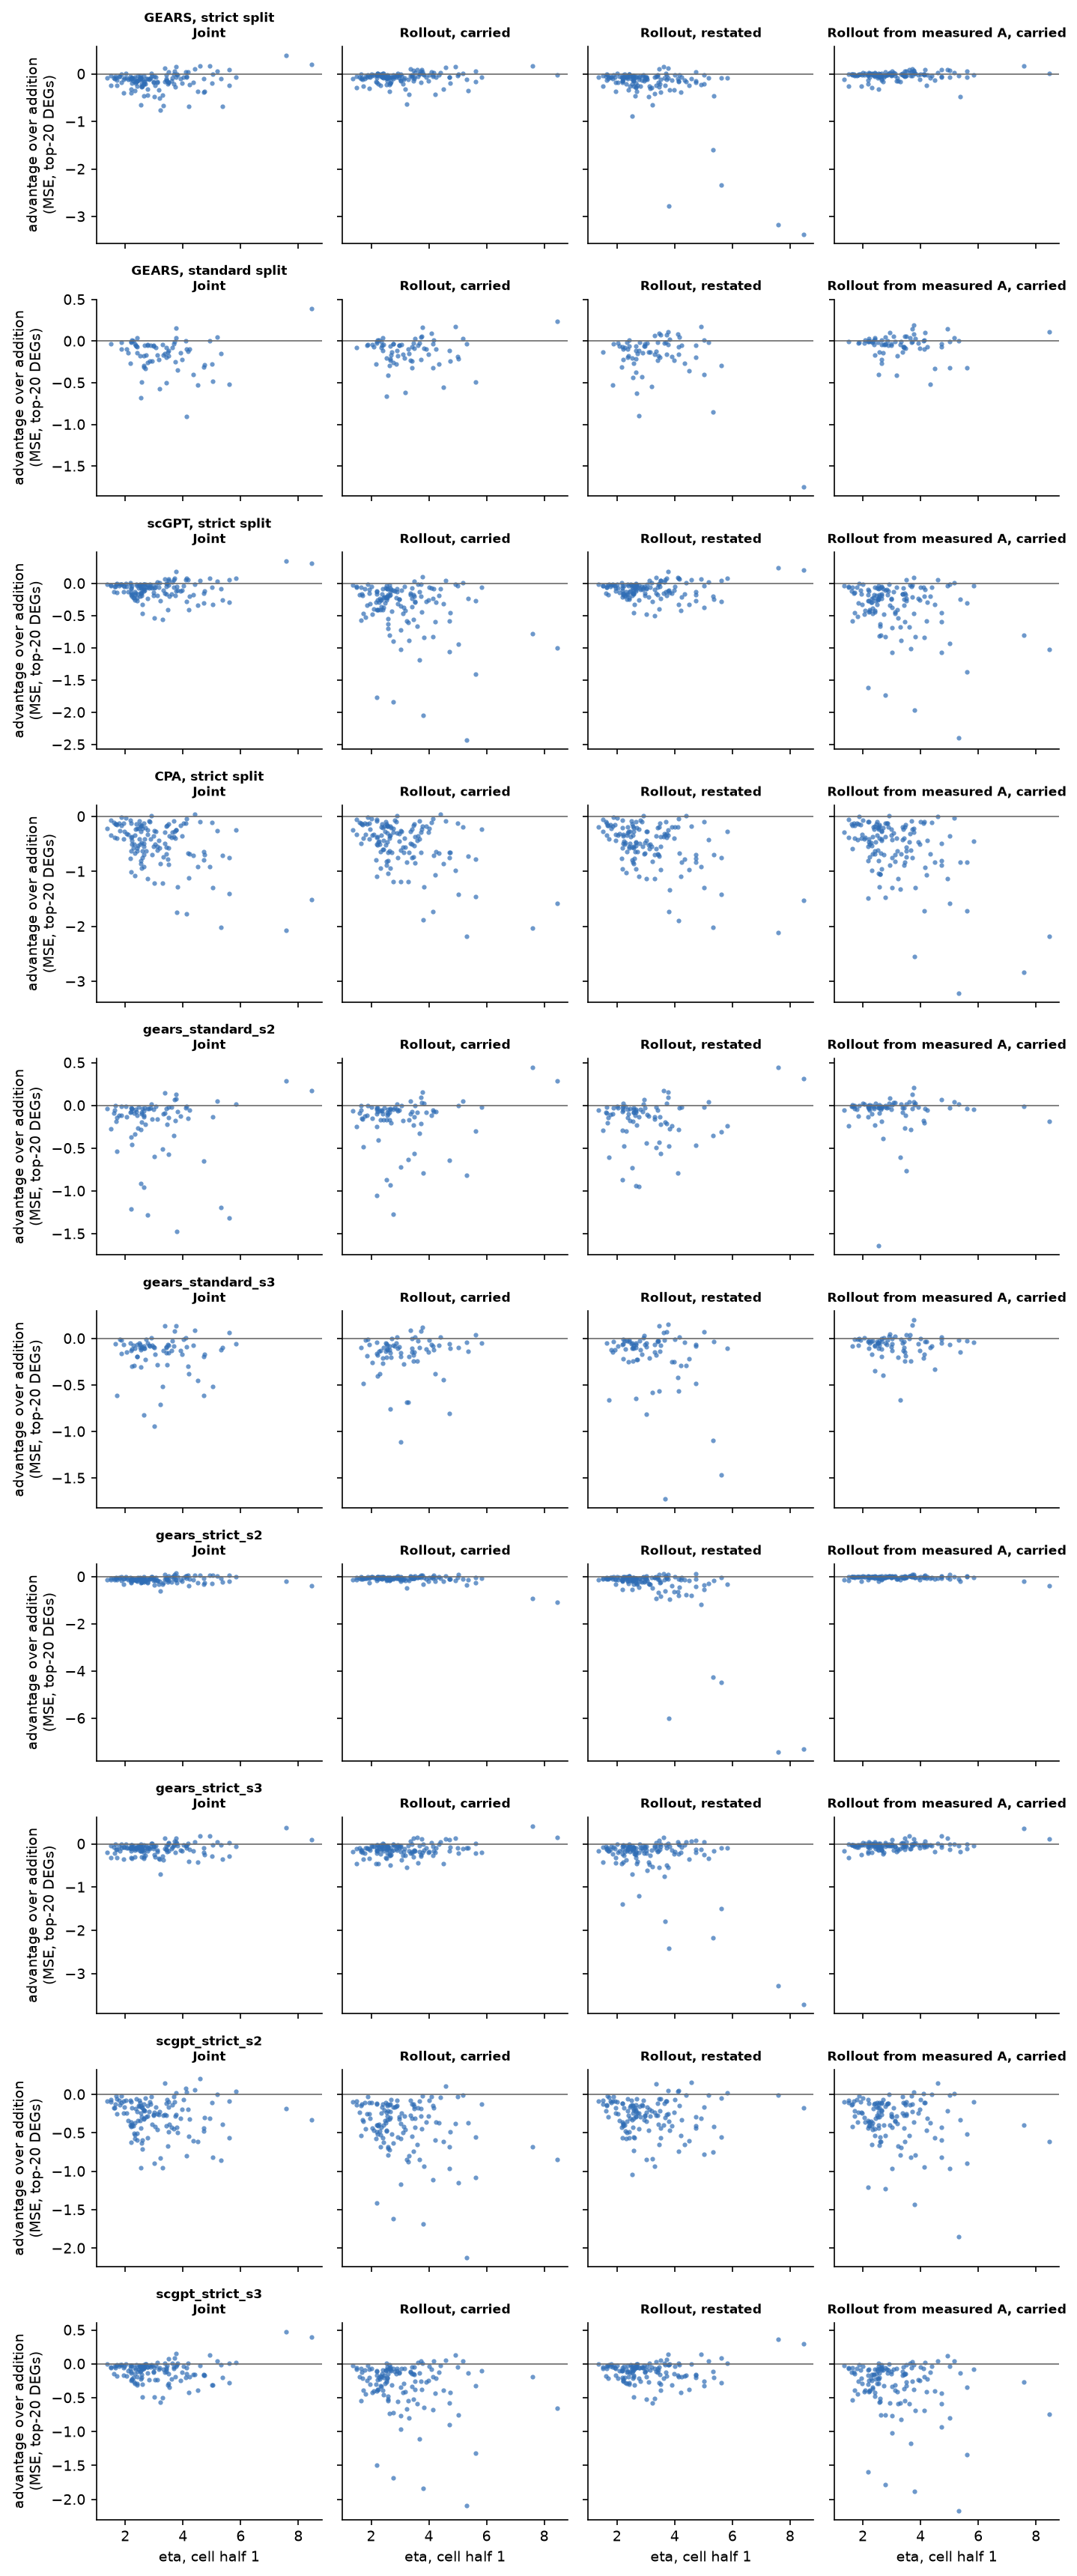 GEARS, strict split
Joint
Rollout, carried
Rollout, restated
Rollout from measured A, carried
advantage over addition
(MSE, top-20 DEGs)
0
−1
−2
−3
GEARS, standard split
Joint
Rollout, carried
Rollout, restated
Rollout from measured A, carried
advantage over addition
(MSE, top-20 DEGs)
0.5
0.0
−0.5
−1.0
−1.5
scGPT, strict split
Joint
Rollout, carried
Rollout, restated
Rollout from measured A, carried
advantage over addition
(MSE, top-20 DEGs)
0.0
−0.5
−1.0
−1.5
−2.0
−2.5
CPA, strict split
Joint
Rollout, carried
Rollout, restated
Rollout from measured A, carried
advantage over addition
(MSE, top-20 DEGs)
0
−1
−2
−3
gears_standard_s2
Joint
Rollout, carried
Rollout, restated
Rollout from measured A, carried
advantage over addition
(MSE, top-20 DEGs)
0.5
0.0
−0.5
−1.0
−1.5
gears_standard_s3
Joint
Rollout, carried
Rollout, restated
Rollout from measured A, carried
advantage over addition
(MSE, top-20 DEGs)
0.0
−0.5
−1.0
−1.5
gears_strict_s2
Joint
Rollout, carried
Rollout, restated
Rollout from measured A, carried
advantage over addition
(MSE, top-20 DEGs)
0
−2
−4
−6
gears_strict_s3
Joint
Rollout, carried
Rollout, restated
Rollout from measured A, carried
advantage over addition
(MSE, top-20 DEGs)
0
−1
−2
−3
scgpt_strict_s2
Joint
Rollout, carried
Rollout, restated
Rollout from measured A, carried
advantage over addition
(MSE, top-20 DEGs)
0.0
−0.5
−1.0
−1.5
−2.0
scgpt_strict_s3
Joint
Rollout, carried
Rollout, restated
Rollout from measured A, carried
advantage over addition
(MSE, top-20 DEGs)
0.5
0.0
−0.5
−1.0
−1.5
−2.0
2 4 6 8
2 4 6 8
2 4 6 8
2 4 6 8
eta, cell half 1
eta, cell half 1
eta, cell half 1
eta, cell half 1